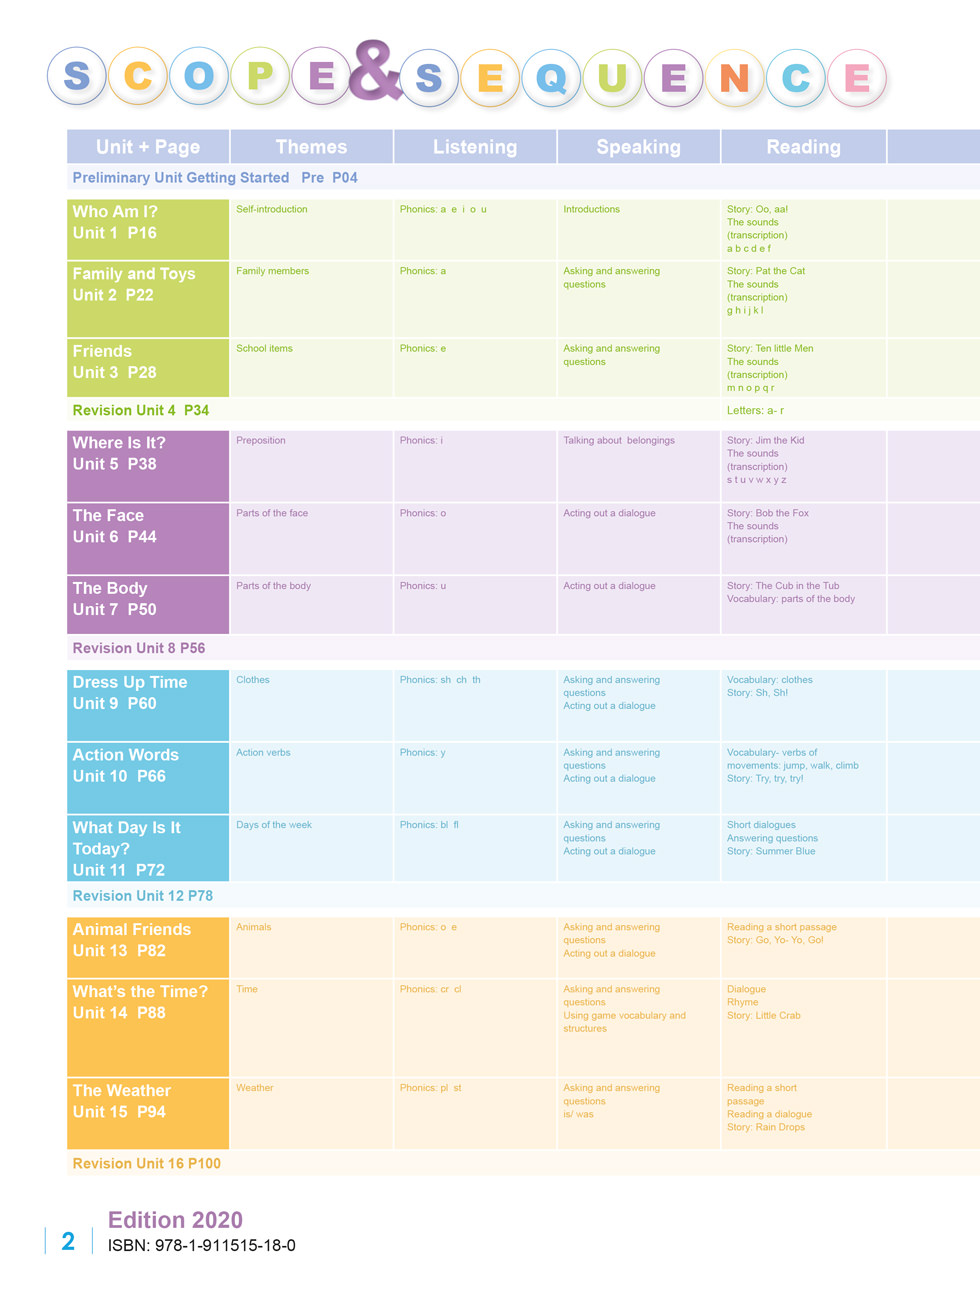 SCOPE & SEQUENCE
Unit + Page Themes Listening Speaking Reading
Preliminary Unit Getting Started Pre P04
Who Am I?
Unit 1 P16
Self-introduction
Phonics: a e i o u
Introductions
Story: Oo, aa!
The sounds
(transcription)
a b c d e f
Family and Toys
Unit 2 P22
Family members
Phonics: a
Asking and answering
questions
Story: Pat the Cat
The sounds
(transcription)
g h i j k l
Friends
Unit 3 P28
School items
Phonics: e
Asking and answering
questions
Story: Ten little Men
The sounds
(transcription)
m n o p q r
Revision Unit 4 P34
Letters: a- r
Where Is It?
Unit 5 P38
Preposition
Phonics: i
Talking about belongings
Story: Jim the Kid
The sounds
(transcription)
s t u v w x y z
The Face
Unit 6 P44
Parts of the face
Phonics: o
Acting out a dialogue
Story: Bob the Fox
The sounds
(transcription)
The Body
Unit 7 P50
Parts of the body
Phonics: u
Acting out a dialogue
Story: The Cub in the Tub
Vocabulary: parts of the body
Revision Unit 8 P56
Dress Up Time
Unit 9 P60
Clothes
Phonics: sh ch th
Asking and answering
questions
Acting out a dialogue
Vocabulary: clothes
Story: Sh, Sh!
Action Words
Unit 10 P66
Action verbs
Phonics: y
Asking and answering
questions
Acting out a dialogue
Vocabulary- verbs of
movements: jump, walk, climb
Story: Try, try, try!
What Day Is It
Today?
Unit 11 P72
Days of the week
Phonics: bl fl
Asking and answering
questions
Acting out a dialogue
Short dialogues
Answering questions
Story: Summer Blue
Revision Unit 12 P78
Animal Friends
Unit 13 P82
Animals
Phonics: o e
Asking and answering
questions
Acting out a dialogue
Reading a short passage
Story: Go, Yo- Yo, Go!
What's the Time?
Unit 14 P88
Time
Phonics: cr cl
Asking and answering
questions
Using game vocabulary and
structures
Dialogue
Rhyme
Story: Little Crab
The Weather
Unit 15 P94
Weather
Phonics: pl st
Asking and answering
questions
is/ was
Reading a short
passage
Reading a dialogue
Story: Rain Drops
Revision Unit 16 P100
Edition 2020
2
ISBN: 978-1-911515-18-0